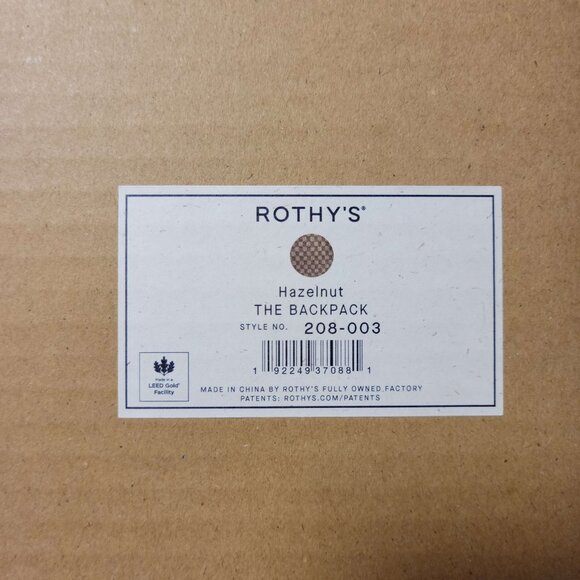 ROTHY'S®
Hazelnut
THE BACKPACK
STYLE NO. 208-003
1 92249 37088 1
Made in a
LEED Gold®
Facility
MADE IN CHINA BY ROTHY'S FULLY OWNED FACTORY
PATENTS: ROTHYS.COM/PATENTS